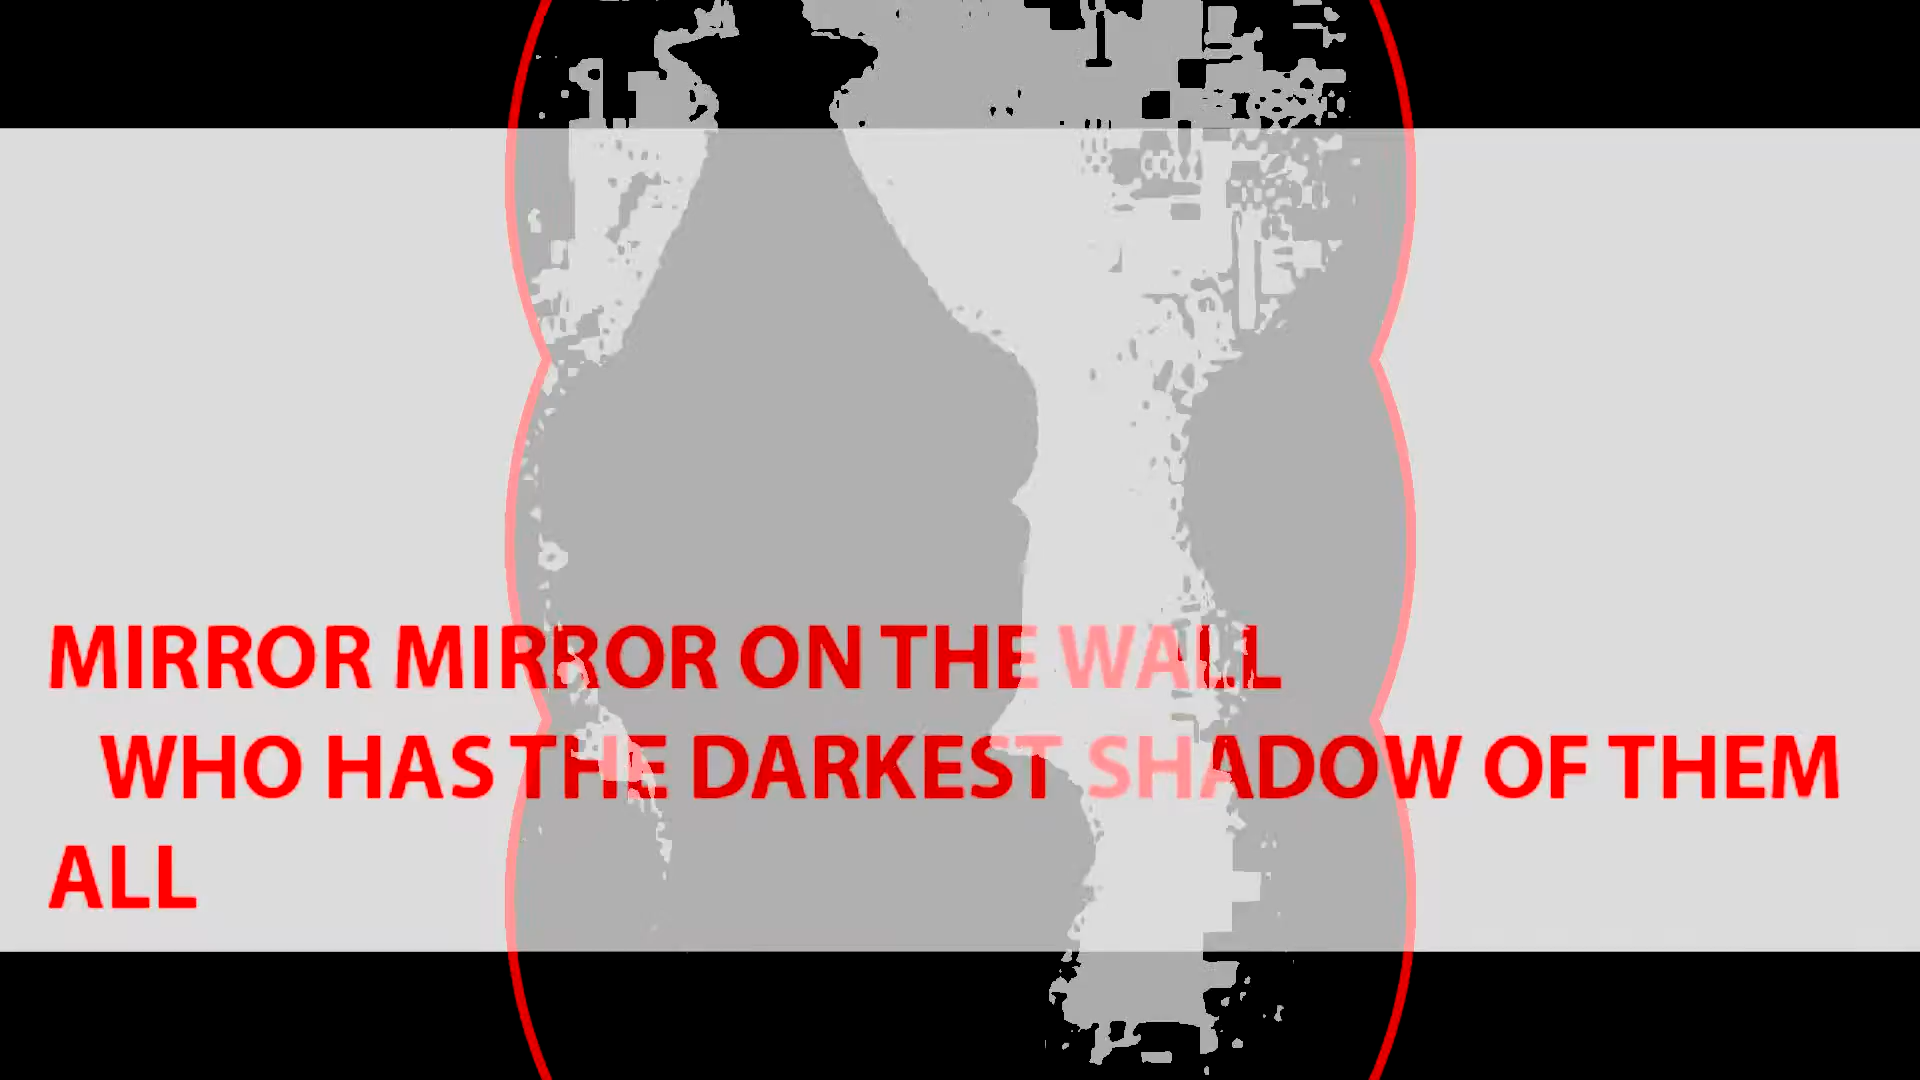 MIRROR MIRROR ON THE WALL
WHO HAS THE DARKEST SHADOW OF THEM
ALL